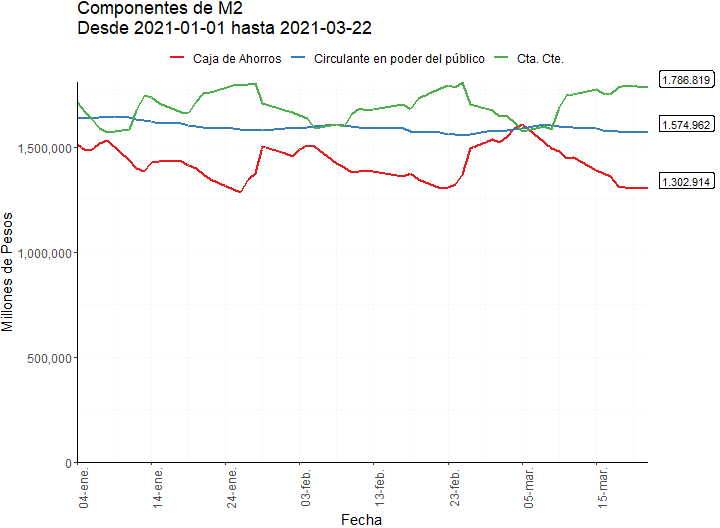 Componentes de M2
Desde 2021-01-01 hasta 2021-03-22
Caja de Ahorros Circulante en poder del público Cta. Cte.
1.786.819
1.574.962
1.302.914
Millones de Pesos
1,500,000
1,000,000
500,000
0
04-ene.
14-ene.
24-ene.
03-feb.
13-feb.
23-feb.
05-mar.
15-mar.
Fecha